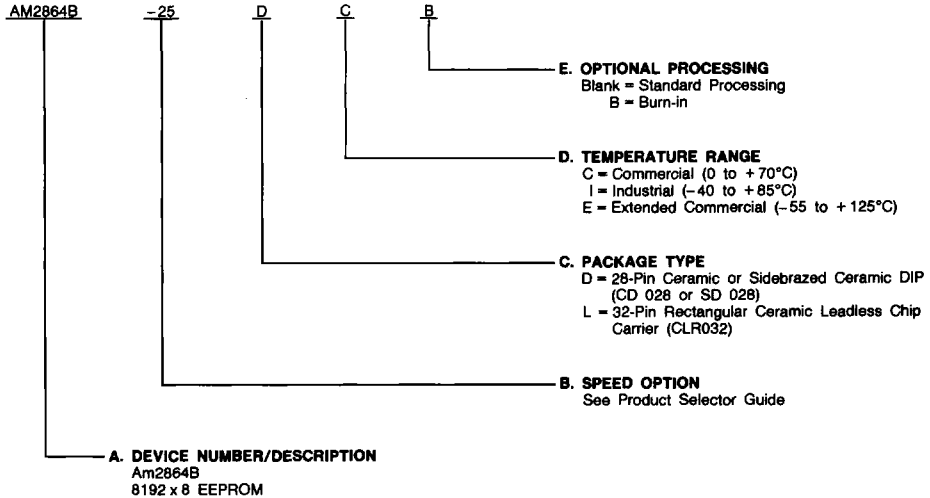 AM2864B -25 D C B
E. OPTIONAL PROCESSING
Blank = Standard Processing
B = Burn-in
D. TEMPERATURE RANGE
C = Commercial (0 to +70°C)
I = Industrial (-40 to +85°C)
E = Extended Commercial (-55 to +125°C)
C. PACKAGE TYPE
D = 28-Pin Ceramic or Sidebrazed Ceramic DIP
(CD 028 or SD 028)
L = 32-Pin Rectangular Ceramic Leadless Chip
Carrier (CLR032)
B. SPEED OPTION
See Product Selector Guide
A. DEVICE NUMBER/DESCRIPTION
Am2864B
8192 x 8 EEPROM